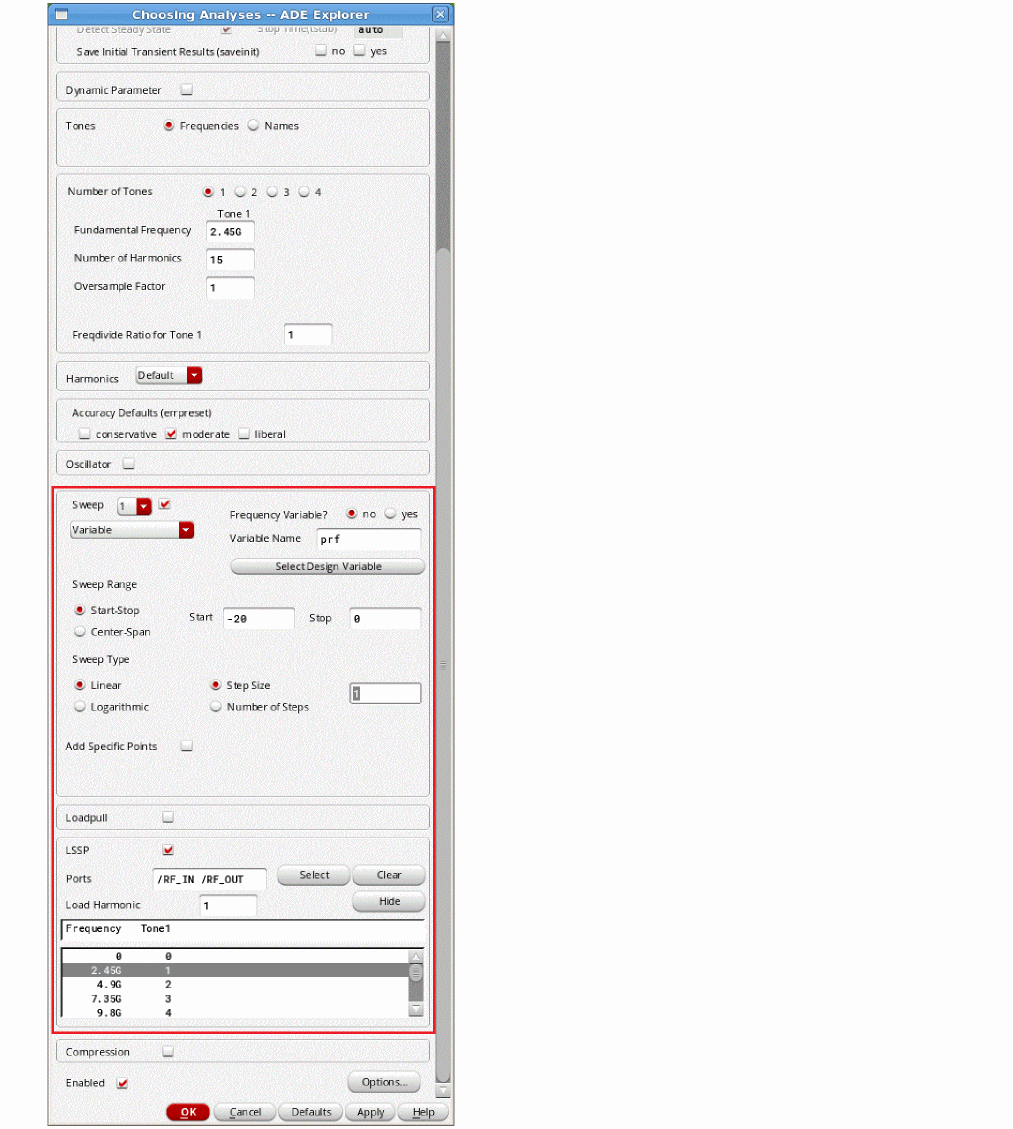 Choosing Analyses -- ADE Explorer
Detect Steady State Stop Time(tstab) auto
Save Initial Transient Results (saveinit) no yes
Dynamic Parameter
Tones Frequencies Names
Number of Tones 1 2 3 4
Tone 1
Fundamental Frequency 2.45G
Number of Harmonics 15
Oversample Factor 1
Freqdivide Ratio for Tone 1 1
Harmonics Default
Accuracy Defaults (errpreset)
conservative moderate liberal
Oscillator
Sweep 1
Frequency Variable? no yes
Variable
Variable Name prf
Select Design Variable
Sweep Range
Start-Stop Start -20 Stop 0
Center-Span
Sweep Type
Linear Step Size 1
Logarithmic Number of Steps
Add Specific Points
Loadpull
LSSP
Ports /RF_IN /RF_OUT Select Clear
Load Harmonic 1 Hide
Frequency Tone1
0 0
2.45G 1
4.9G 2
7.35G 3
9.8G 4
Compression
Enabled Options...
OK Cancel Defaults Apply Help